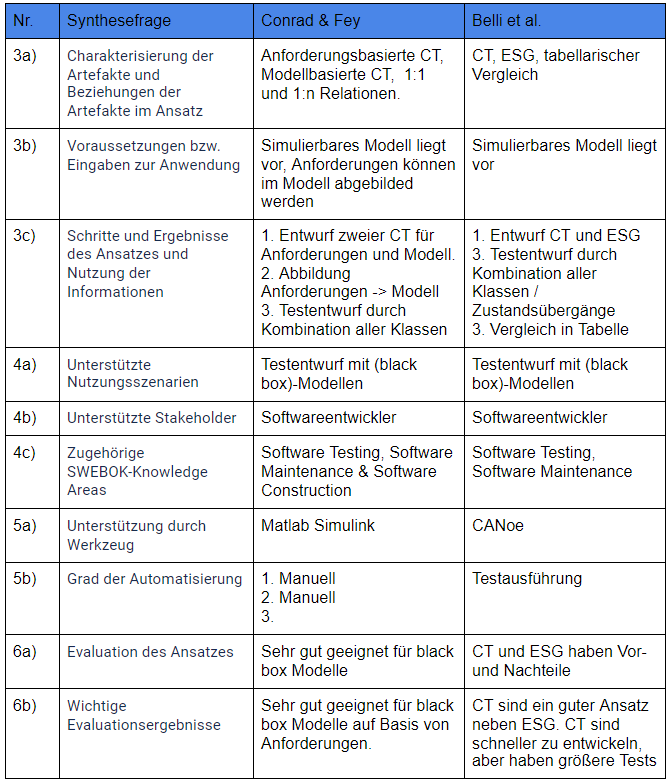 Nr.
Synthesefrage
Conrad & Fey
Belli et al.
3a)
Charakterisierung der
Artefakte und
Beziehungen der
Artefakte im Ansatz
Anforderungsbasierte CT,
Modellbasierte CT, 1:1
und 1:n Relationen.
CT, ESG, tabellarischer
Vergleich
3b)
Voraussetzungen bzw.
Eingaben zur Anwendung
Simulierbares Modell liegt
vor, Anforderungen können
im Modell abgebilded
werden
Simulierbares Modell liegt
vor
3c)
Schritte und Ergebnisse
des Ansatzes und
Nutzung der
Informationen
1. Entwurf zweier CT für
Anforderungen und Modell.
2. Abbildung
Anforderungen -> Modell
3. Testentwurf durch
Kombination aller Klassen
1. Entwurf CT und ESG
3. Testentwurf durch
Kombination aller
Klassen /
Zustandsübergänge
3. Vergleich in Tabelle
4a)
Unterstützte
Nutzungsszenarien
Testentwurf mit (black
box)-Modellen
Testentwurf mit (black
box)-Modellen
4b)
Unterstützte Stakeholder
Softwareentwickler
Softwareentwickler
4c)
Zugehörige
SWEBOK-Knowledge
Areas
Software Testing, Software
Maintenance & Software
Construction
Software Testing,
Software Maintenance
5a)
Unterstützung durch
Werkzeug
Matlab Simulink
CANoe
5b)
Grad der Automatisierung
1. Manuell
2. Manuell
3.
Testausführung
6a)
Evaluation des Ansatzes
Sehr gut geeignet für black
box Modelle
CT und ESG haben Vor-
und Nachteile
6b)
Wichtige
Evaluationsergebnisse
Sehr gut geeignet für black
box Modelle auf Basis von
Anforderungen.
CT sind ein guter Ansatz
neben ESG. CT sind
schneller zu entwickeln,
aber haben größere Tests